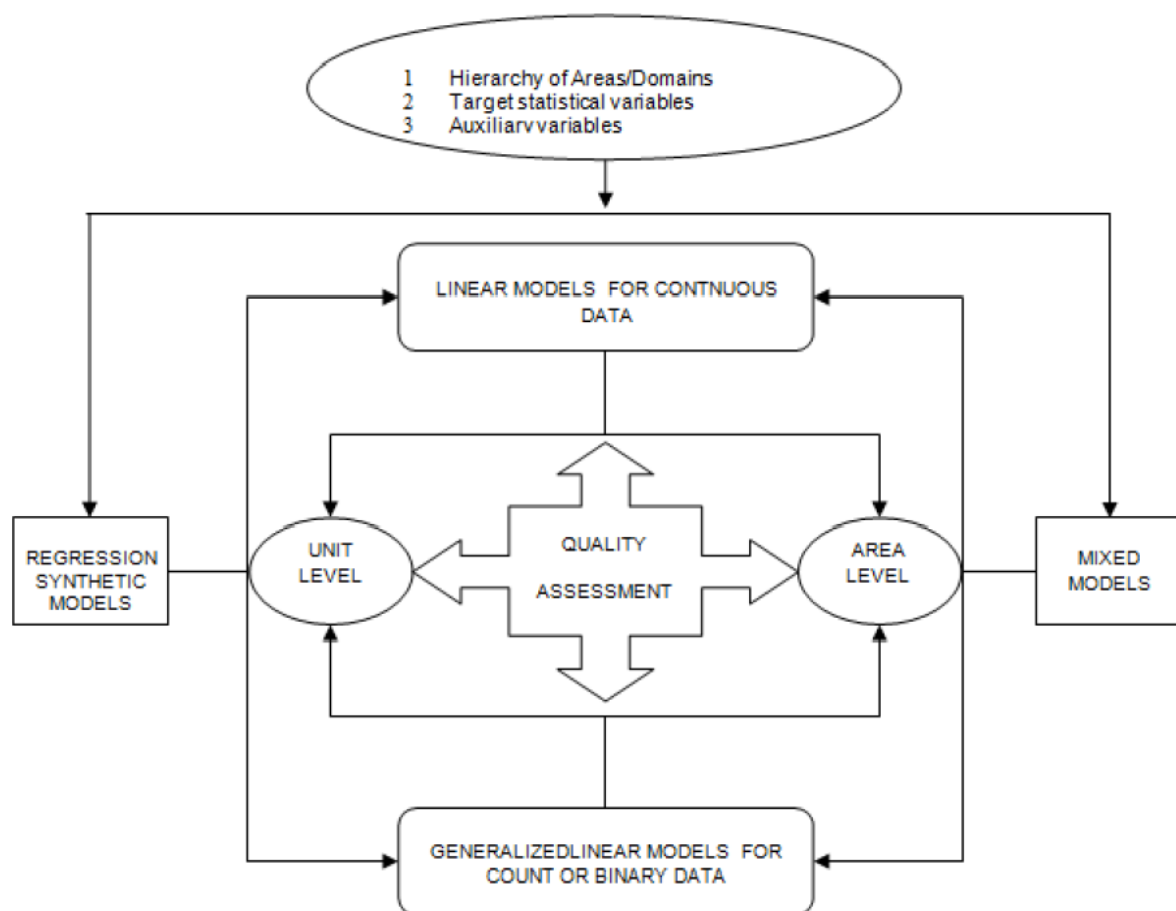 1 Hierarchy of Areas/Domains
2 Target statistical variables
3 Auxiliarv variables
LINEAR MODELS FOR CONTNUOUS
DATA
REGRESSION
SYNTHETIC
MODELS
UNIT
LEVEL
QUALITY
ASSESSMENT
AREA
LEVEL
MIXED
MODELS
GENERALIZEDLINEAR MODELS FOR
COUNT OR BINARY DATA